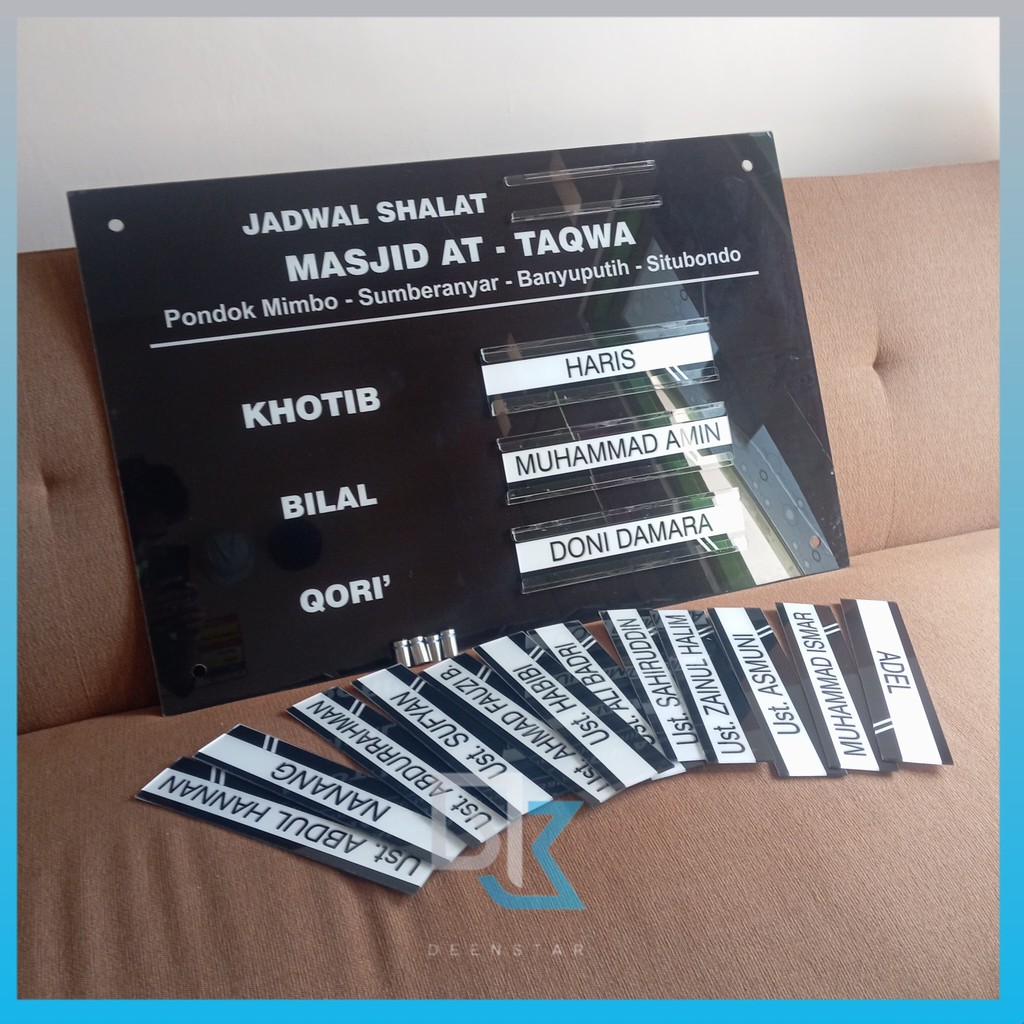 JADWAL SHALAT
MASJID AT - TAQWA
Pondok Mimbo - Sumberanyar - Banyuputih - Situbondo
KHOTIB
HARIS
BILAL
MUHAMMAD AMIN
QORI'
DONI DAMARA
Ust. ABDUL HANNAN
NANANG
Ust. ABDURRAHMAN
Ust. SUFYAN
Ust. AHMAD FAUZI B.
Ust. HABIBI
Ust. ALI BADRI
Ust. SAHRUDDIN
Ust. ZAINUL HALIM
Ust. ASMUNI
MUHAMMAD ISMAR
ADEL
DEENSTAR